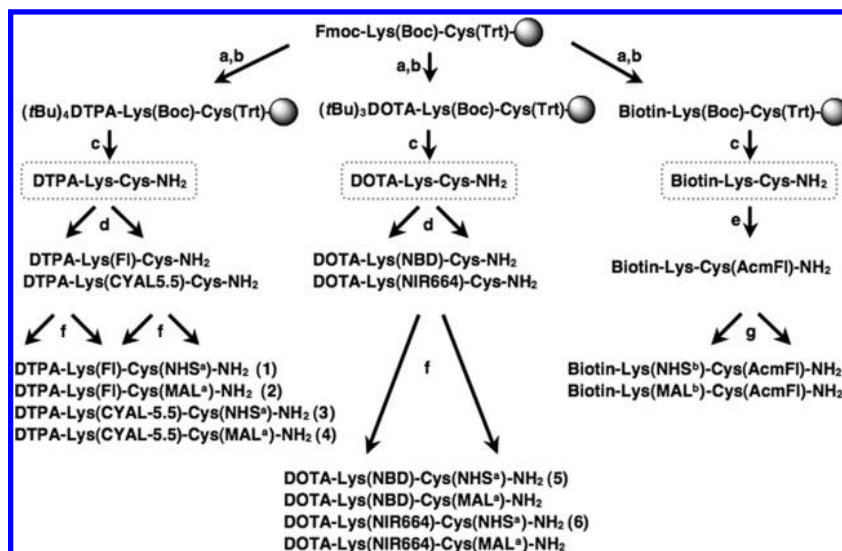 Fmoc-Lys(Boc)-Cys(Trt)-
a,b
a,b
a,b
(tBu)₄DTPA-Lys(Boc)-Cys(Trt)-
(tBu)₃DOTA-Lys(Boc)-Cys(Trt)-
Biotin-Lys(Boc)-Cys(Trt)-
c
c
c
DTPA-Lys-Cys-NH₂
DOTA-Lys-Cys-NH₂
Biotin-Lys-Cys-NH₂
d
d
e
DTPA-Lys(Fl)-Cys-NH₂
DTPA-Lys(CYAL5.5)-Cys-NH₂
DOTA-Lys(NBD)-Cys-NH₂
DOTA-Lys(NIR664)-Cys-NH₂
Biotin-Lys-Cys(AcmFl)-NH₂
f
f
f
g
DTPA-Lys(Fl)-Cys(NHSᵃ)-NH₂ (1)
DTPA-Lys(Fl)-Cys(MALᵃ)-NH₂ (2)
DTPA-Lys(CYAL-5.5)-Cys(NHSᵃ)-NH₂ (3)
DTPA-Lys(CYAL-5.5)-Cys(MALᵃ)-NH₂ (4)
Biotin-Lys(NHSᵇ)-Cys(AcmFl)-NH₂
Biotin-Lys(MALᵇ)-Cys(AcmFl)-NH₂
DOTA-Lys(NBD)-Cys(NHSᵃ)-NH₂ (5)
DOTA-Lys(NBD)-Cys(MALᵃ)-NH₂
DOTA-Lys(NIR664)-Cys(NHSᵃ)-NH₂ (6)
DOTA-Lys(NIR664)-Cys(MALᵃ)-NH₂